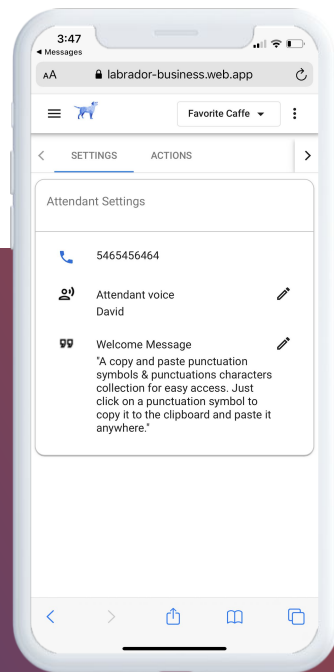 3:47
Messages
AA labrador-business.web.app
Favorite Caffe
SETTINGS ACTIONS
Attendant Settings
5465456464
Attendant voice
David
Welcome Message
"A copy and paste punctuation
symbols & punctuations characters
collection for easy access. Just
click on a punctuation symbol to
copy it to the clipboard and paste it
anywhere."